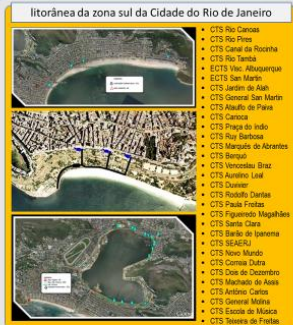 litorânea da zona sul da Cidade do Rio de Janeiro
• CTS Rio Canoas
• CTS Rio Pires
• CTS Canal da Rocinha
• CTS Rio Tambá
• ECTS Visc. Albuquerque
• ECTS San Martin
• CTS Jardim de Alah
• CTS General San Martin
• CTS Ataulfo de Paiva
• CTS Carioca
• CTS Praça do Indio
• CTS Ruy Barbosa
• CTS Marquês de Abrantes
• CTS Berquó
• CTS Venceslau Braz
• CTS Aurelino Leal
• CTS Duvivier
• CTS Rodolfo Dantas
• CTS Paula Freitas
• CTS Figueiredo Magalhães
• CTS Santa Clara
• CTS Barão de Ipanema
• CTS SEAERJ
• CTS Novo Mundo
• CTS Correia Dutra
• CTS Dois de Dezembro
• CTS Machado de Assis
• CTS Antônio Carlos
• CTS General Molina
• CTS Escola de Música
• CTS Teixeira de Freitas